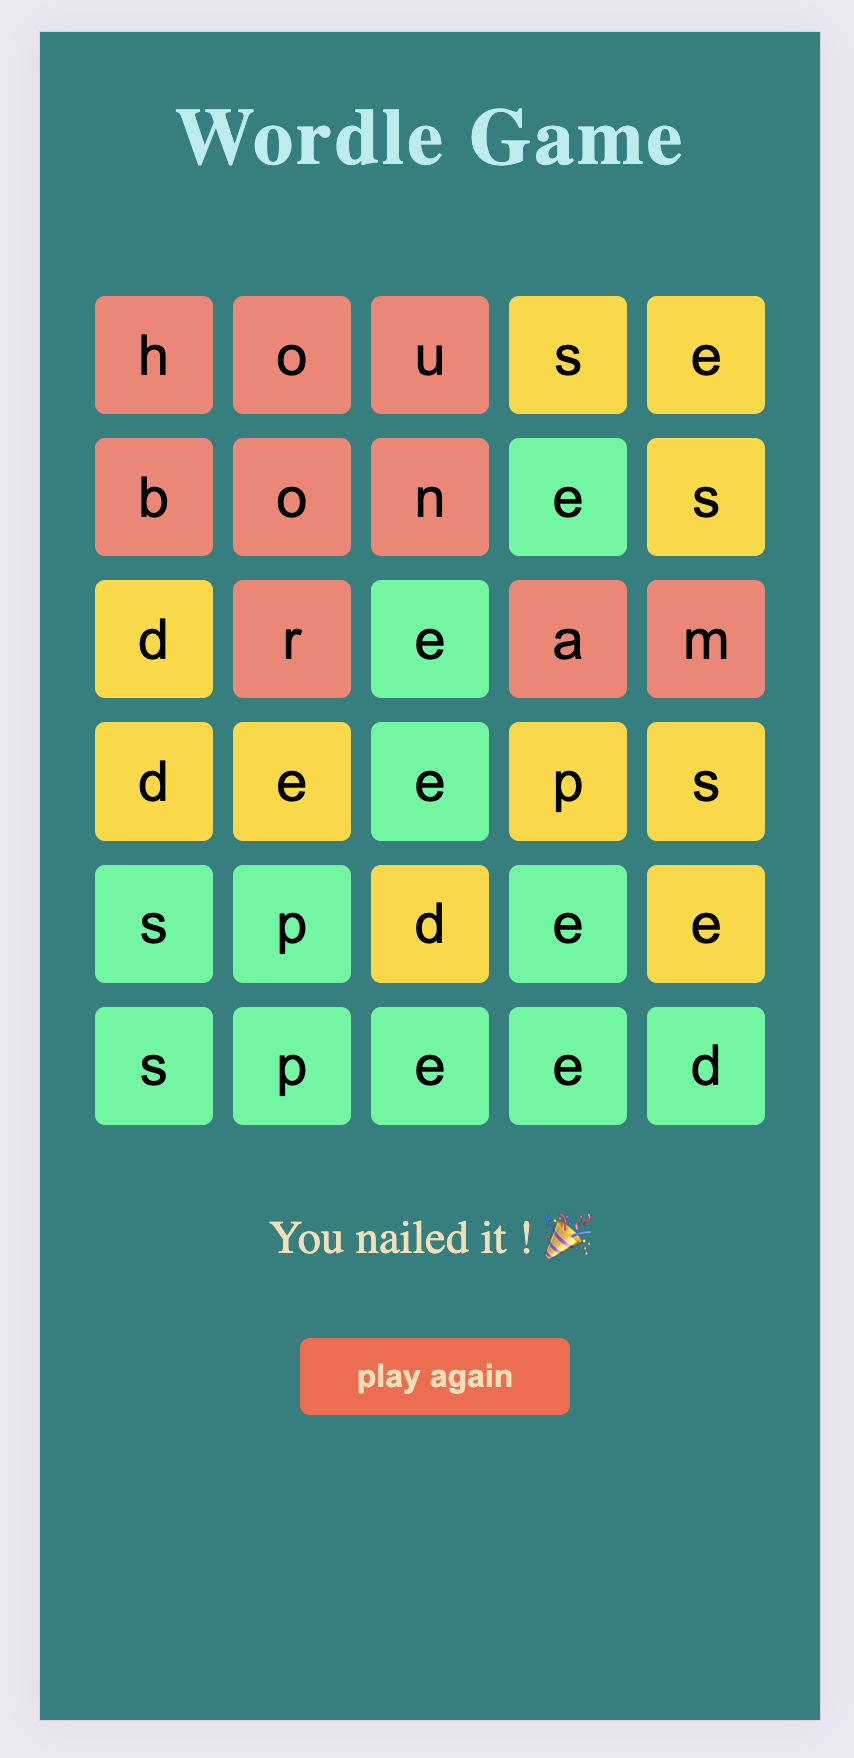 Wordle Game
h o u s e
b o n e s
d r e a m
d e e p s
s p d e e
s p e e d
You nailed it ! 🎉
play again